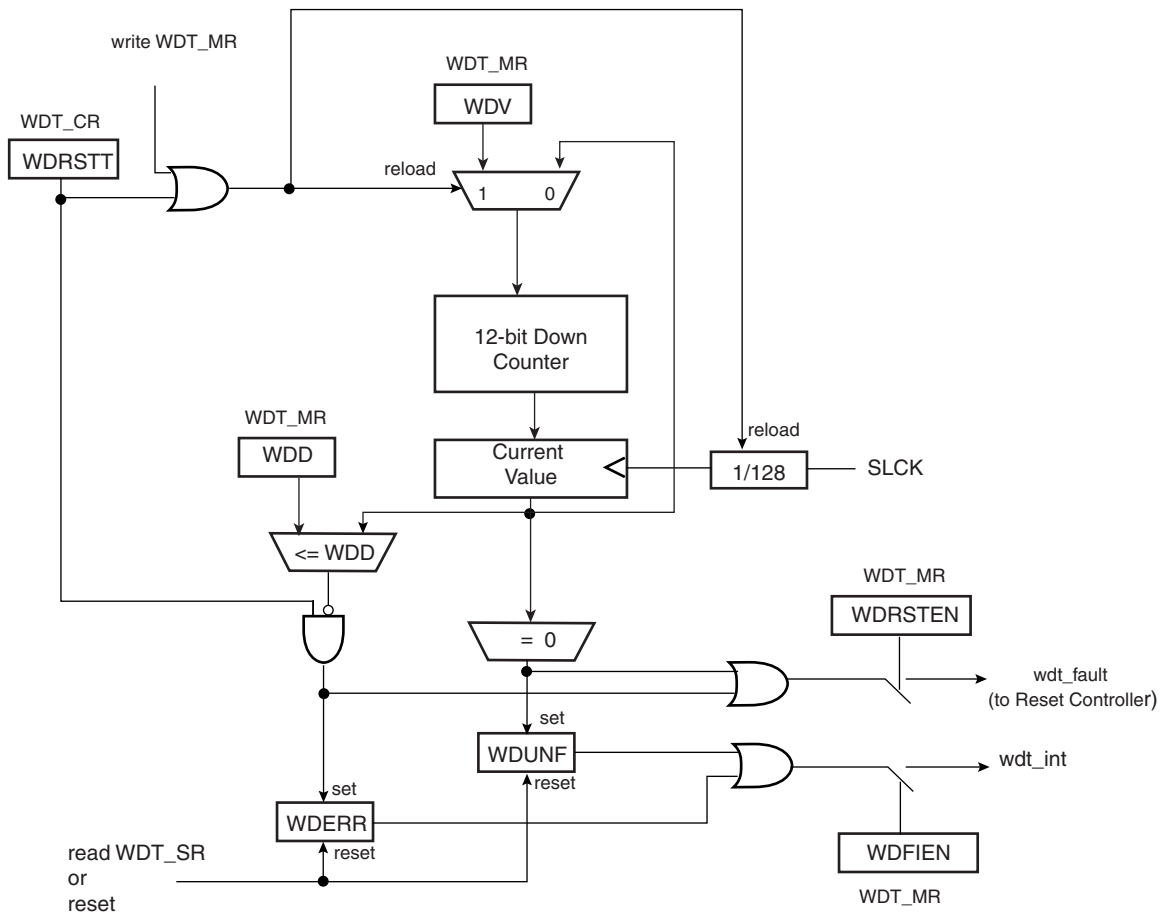 write WDT_MR
WDT_MR
WDV
WDT_CR
WDRSTT
reload
1 0
12-bit Down
Counter
WDT_MR
WDD
reload
Current
Value
1/128
SLCK
<= WDD
WDT_MR
WDRSTEN
= 0
wdt_fault
(to Reset Controller)
set
WDUNF
reset
wdt_int
set
WDERR
reset
read WDT_SR
or
reset
WDFIEN
WDT_MR